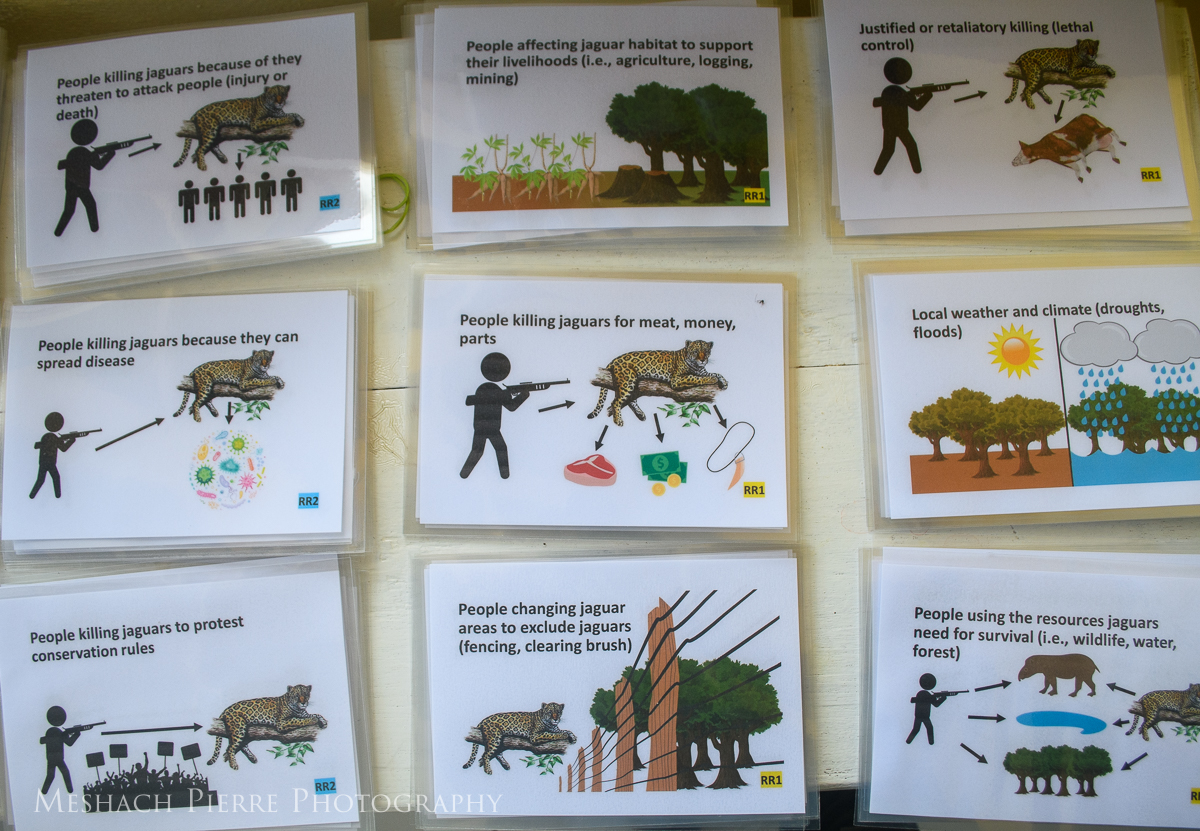 People killing jaguars because of they
threaten to attack people (injury or
death)
RR2
People affecting jaguar habitat to support
their livelihoods (i.e., agriculture, logging,
mining)
RR1
Justified or retaliatory killing (lethal
control)
RR1
People killing jaguars because they can
spread disease
RR2
People killing jaguars for meat, money,
parts
$
RR1
Local weather and climate (droughts,
floods)
People killing jaguars to protest
conservation rules
RR2
People changing jaguar
areas to exclude jaguars
(fencing, clearing brush)
RR1
People using the resources jaguars
need for survival (i.e., wildlife, water,
forest)
MESHACH PIERRE PHOTOGRAPHY